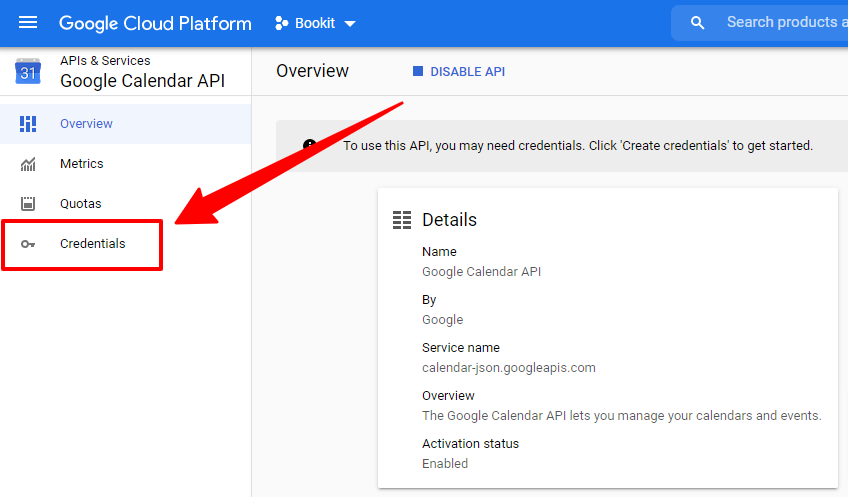 Google Cloud Platform
Bookit
Search products a
31
APIs & Services
Google Calendar API
Overview
DISABLE API
Overview
Metrics
Quotas
Credentials
To use this API, you may need credentials. Click 'Create credentials' to get started.
Details
Name
Google Calendar API
By
Google
Service name
calendar-json.googleapis.com
Overview
The Google Calendar API lets you manage your calendars and events.
Activation status
Enabled